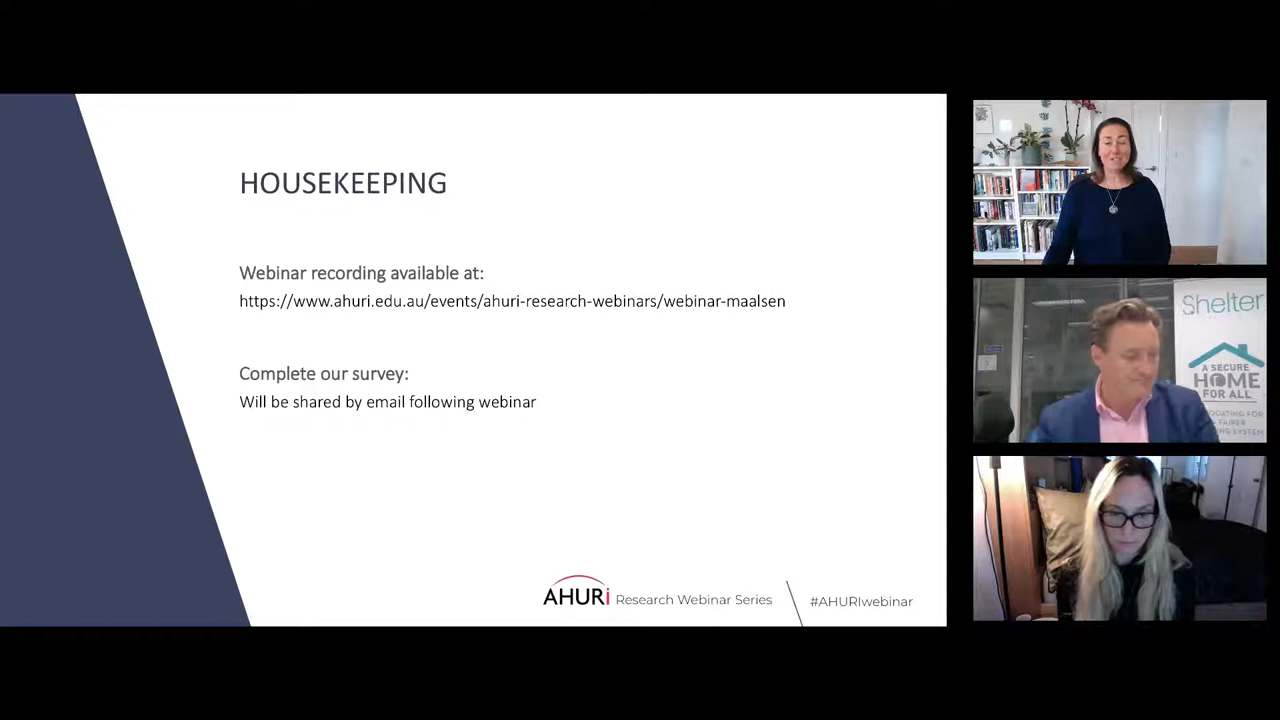 HOUSEKEEPING
Webinar recording available at:
https://www.ahuri.edu.au/events/ahuri-research-webinars/webinar-maalsen
Complete our survey:
Will be shared by email following webinar
AHURi Research Webinar Series
#AHURIwebinar
Shelter
A SECURE
HOME
FOR ALL